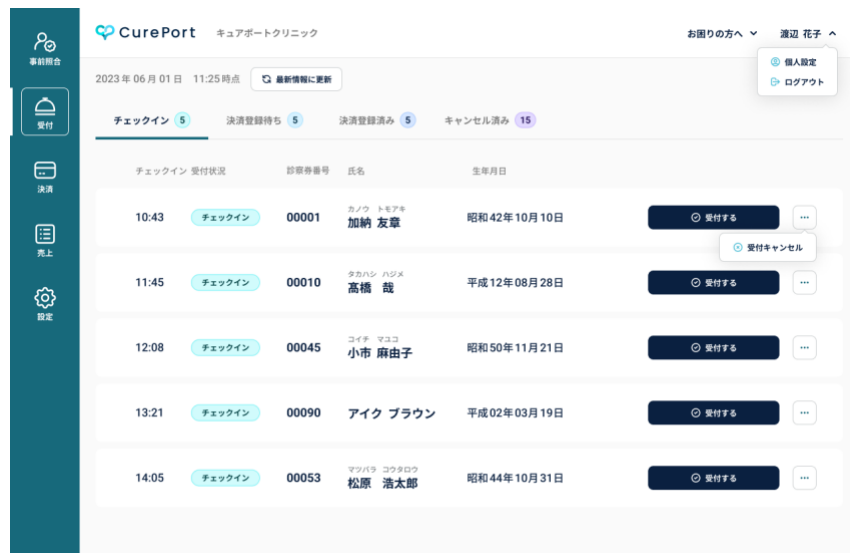 CurePort キュアポートクリニック お困りの方へ 渡辺 花子
個人設定
ログアウト
事前照合
受付
決済
売上
設定
2023年06月01日 11:25時点 最新情報に更新
チェックイン 5 決済登録待ち 5 決済登録済み 5 キャンセル済み 15
チェックイン 受付状況 診察券番号 氏名 生年月日
カノウ トモアキ
10:43 チェックイン 00001 加納 友章 昭和42年10月10日 受付する ...
受付キャンセル
タカハシ ハジメ
11:45 チェックイン 00010 髙橋 哉 平成12年08月28日 受付する ...
コイチ マユコ
12:08 チェックイン 00045 小市 麻由子 昭和50年11月21日 受付する ...
13:21 チェックイン 00090 アイク ブラウン 平成02年03月19日 受付する ...
マツバラ コウタロウ
14:05 チェックイン 00053 松原 浩太郎 昭和44年10月31日 受付する ...